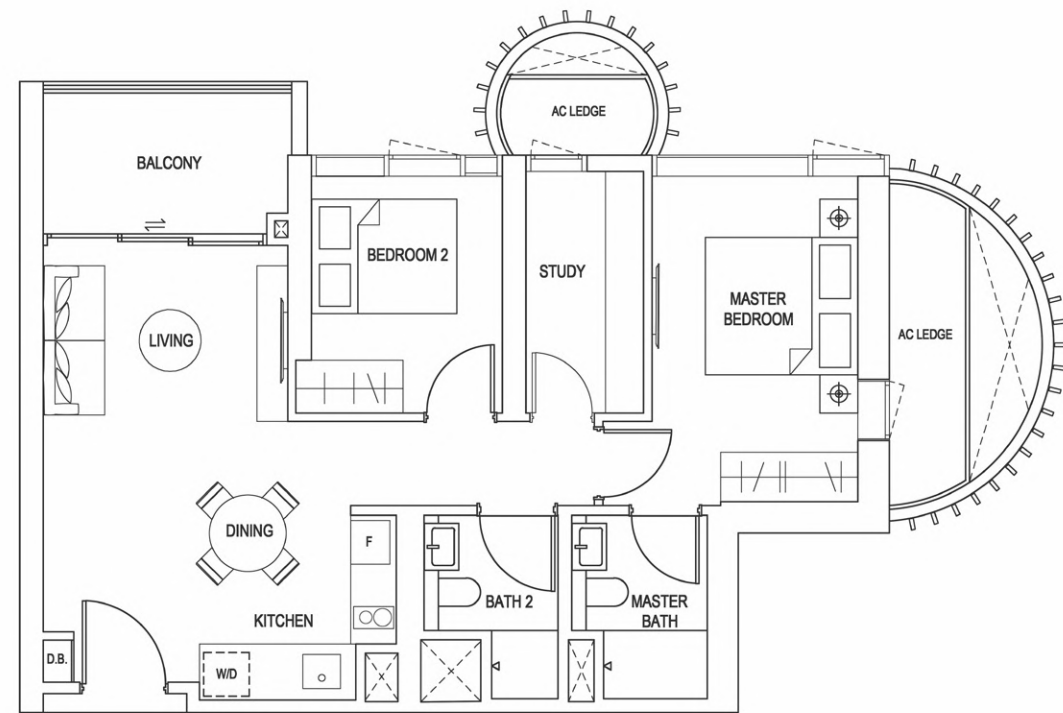 AC LEDGE
BALCONY
BEDROOM 2
STUDY
MASTER
BEDROOM
AC LEDGE
LIVING
DINING
F
KITCHEN
BATH 2
MASTER
BATH
D.B.
W/D